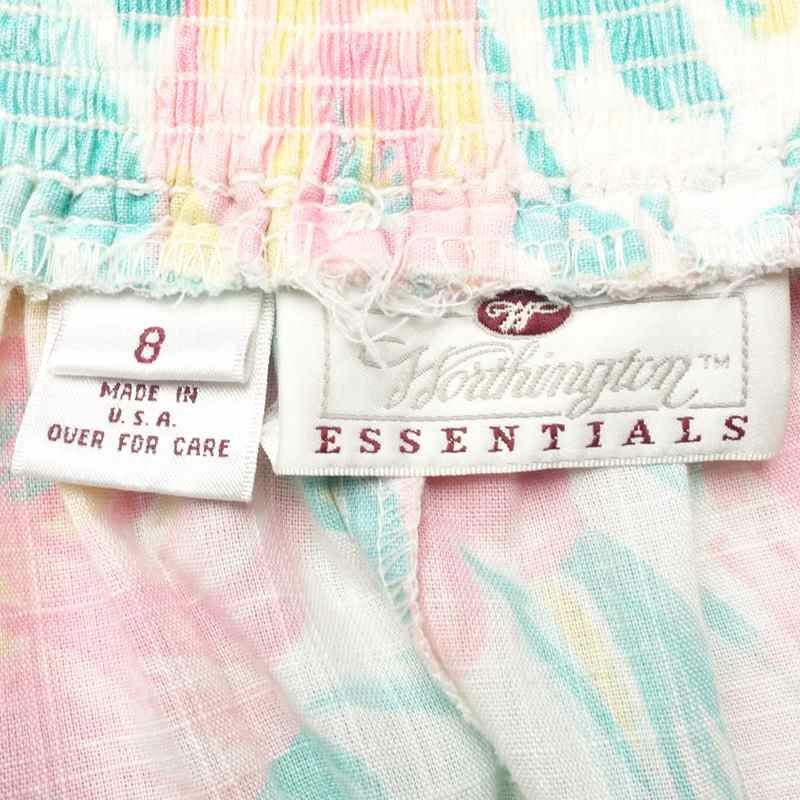 8
MADE IN
U.S.A.
OVER FOR CARE
W
Worthington™
ESSENTIALS